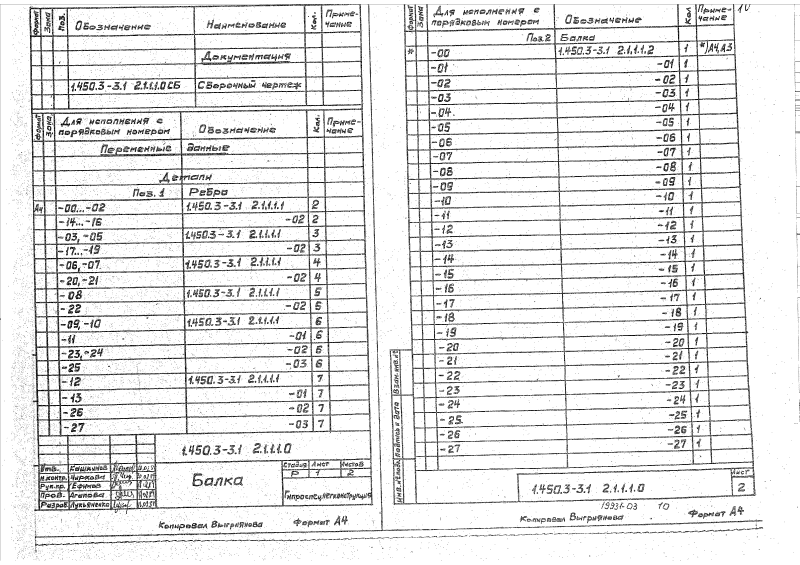 Формат Зона Поз. Обозначение Наименование Кол. Приме-чание
Документация
1.450.3-3.1 2.1.1.1.0СБ Сборочный чертеж
Формат Зона Для исполнения с порядковым номером Обозначение Кол. Приме-чание
Переменные данные
Детали
Поз. 1 Ребра
А4 -00...-02 1.450.3-3.1 2.1.1.1.1 2
-14...-16 -02 2
-03, -05 1.450.3-3.1 2.1.1.1.1 3
-17...-19 -02 3
-06, -07 1.450.3-3.1 2.1.1.1.1 4
-20, -21 -02 4
-08 1.450.3-3.1 2.1.1.1.1 5
-22 -02 5
-09, -10 1.450.3-3.1 2.1.1.1.1 6
-11 -01 6
-23, -24 -02 6
-25 -03 6
-12 1.450.3-3.1 2.1.1.1.1 7
-13 -01 7
-26 -02 7
-27 -03 7
1.450.3-3.1 2.1.1.1.0
Утв. Кашкинов
Н.контр. Чиркова
Рук.пр. Ефимов
Пров. Агапова
Разраб. Лукьяненко
Балка
Стадия Лист Листов
Р 1 2
Гипроспецлегконструкция
Копировал Выгриянова Формат А4
10
Формат Зона Для исполнения с порядковым номером Обозначение Кол Приме-чание
Поз.2 Балка
* -00 1.450.3-3.1 2.1.1.1.2 1 *)А4,А3
-01 -01 1
-02 -02 1
-03 -03 1
-04 -04 1
-05 -05 1
-06 -06 1
-07 -07 1
-08 -08 1
-09 -09 1
-10 -10 1
-11 -11 1
-12 -12 1
-13 -13 1
-14 -14 1
-15 -15 1
-16 -16 1
-17 -17 1
-18 -18 1
-19 -19 1
-20 -20 1
-21 -21 1
-22 -22 1
-23 -23 1
-24 -24 1
-25 -25 1
-26 -26 1
-27 -27 1
Инв. № подл. Подпись и дата Взам. инв. №
1.450.3-3.1 2.1.1.1.0
Лист
2
19931-03 10
Копировал Выгриянова Формат А4